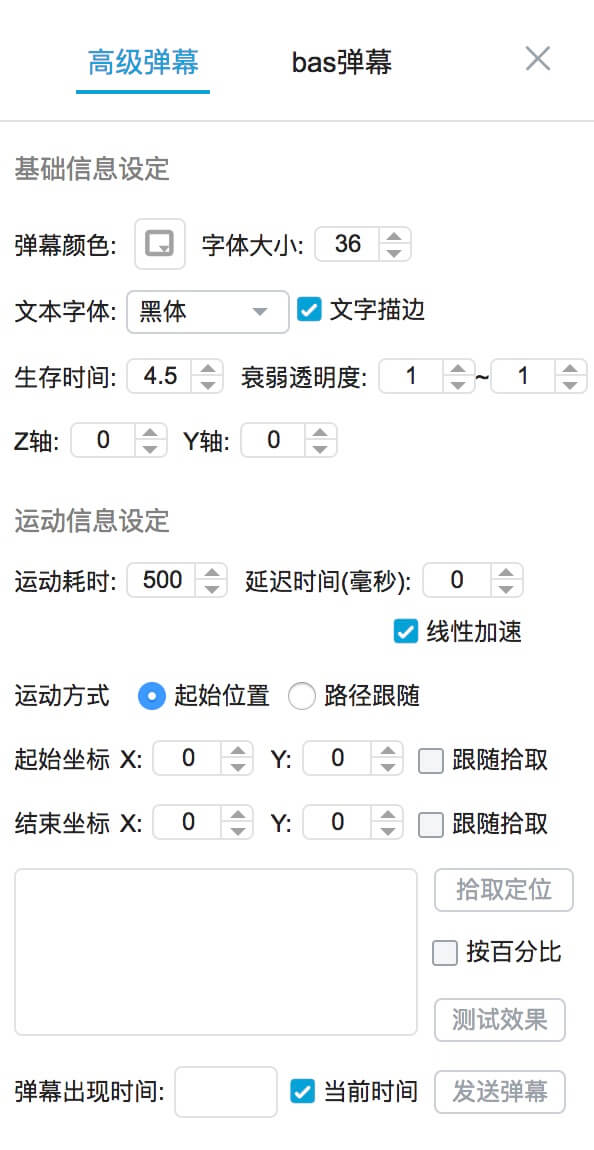 高级弹幕 bas弹幕
基础信息设定
弹幕颜色: 字体大小: 36
文本字体: 黑体 文字描边
生存时间: 4.5 衰弱透明度: 1 ~ 1
Z轴: 0 Y轴: 0
运动信息设定
运动耗时: 500 延迟时间(毫秒): 0
线性加速
运动方式 起始位置 路径跟随
起始坐标 X: 0 Y: 0 跟随拾取
结束坐标 X: 0 Y: 0 跟随拾取
拾取定位
按百分比
测试效果
弹幕出现时间: 当前时间 发送弹幕